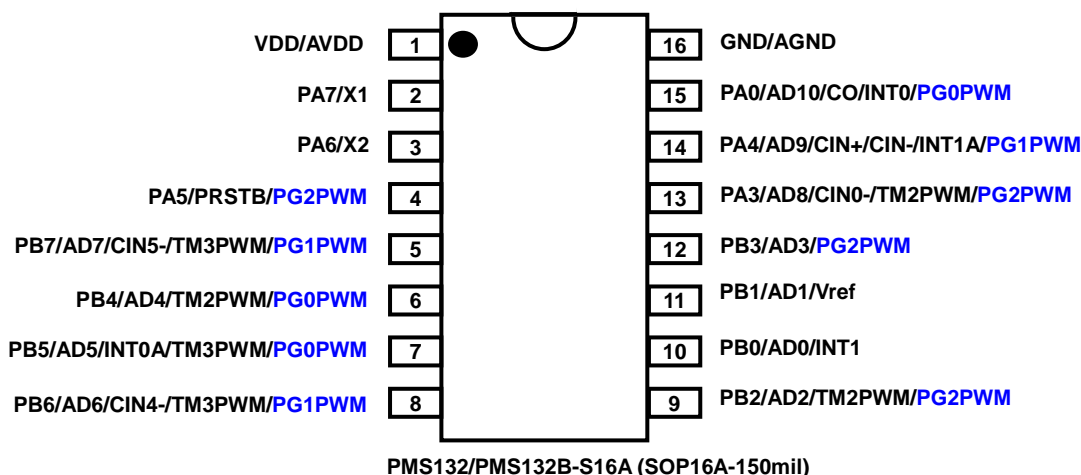 VDD/AVDD 1 16 GND/AGND
PA7/X1 2 15 PA0/AD10/CO/INT0/PG0PWM
PA6/X2 3 14 PA4/AD9/CIN+/CIN-/INT1A/PG1PWM
PA5/PRSTB/PG2PWM 4 13 PA3/AD8/CIN0-/TM2PWM/PG2PWM
PB7/AD7/CIN5-/TM3PWM/PG1PWM 5 12 PB3/AD3/PG2PWM
PB4/AD4/TM2PWM/PG0PWM 6 11 PB1/AD1/Vref
PB5/AD5/INT0A/TM3PWM/PG0PWM 7 10 PB0/AD0/INT1
PB6/AD6/CIN4-/TM3PWM/PG1PWM 8 9 PB2/AD2/TM2PWM/PG2PWM
PMS132/PMS132B-S16A (SOP16A-150mil)